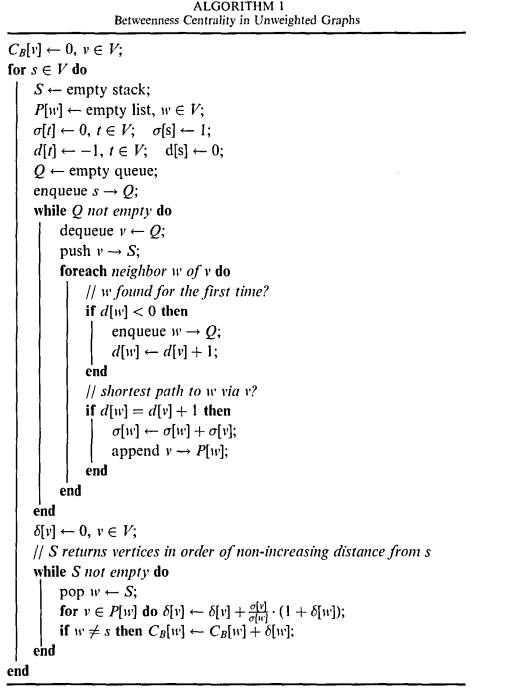 ALGORITHM 1
Betweenness Centrality in Unweighted Graphs
C_B[v] ← 0, v ∈ V;
for s ∈ V do
S ← empty stack;
P[w] ← empty list, w ∈ V;
σ[t] ← 0, t ∈ V; σ[s] ← 1;
d[t] ← −1, t ∈ V; d[s] ← 0;
Q ← empty queue;
enqueue s → Q;
while Q not empty do
dequeue v ← Q;
push v → S;
foreach neighbor w of v do
// w found for the first time?
if d[w] < 0 then
enqueue w → Q;
d[w] ← d[v] + 1;
end
// shortest path to w via v?
if d[w] = d[v] + 1 then
σ[w] ← σ[w] + σ[v];
append v → P[w];
end
end
end
δ[v] ← 0, v ∈ V;
// S returns vertices in order of non-increasing distance from s
while S not empty do
pop w ← S;
for v ∈ P[w] do δ[v] ← δ[v] + σ[v]/σ[w] · (1 + δ[w]);
if w ≠ s then C_B[w] ← C_B[w] + δ[w];
end
end